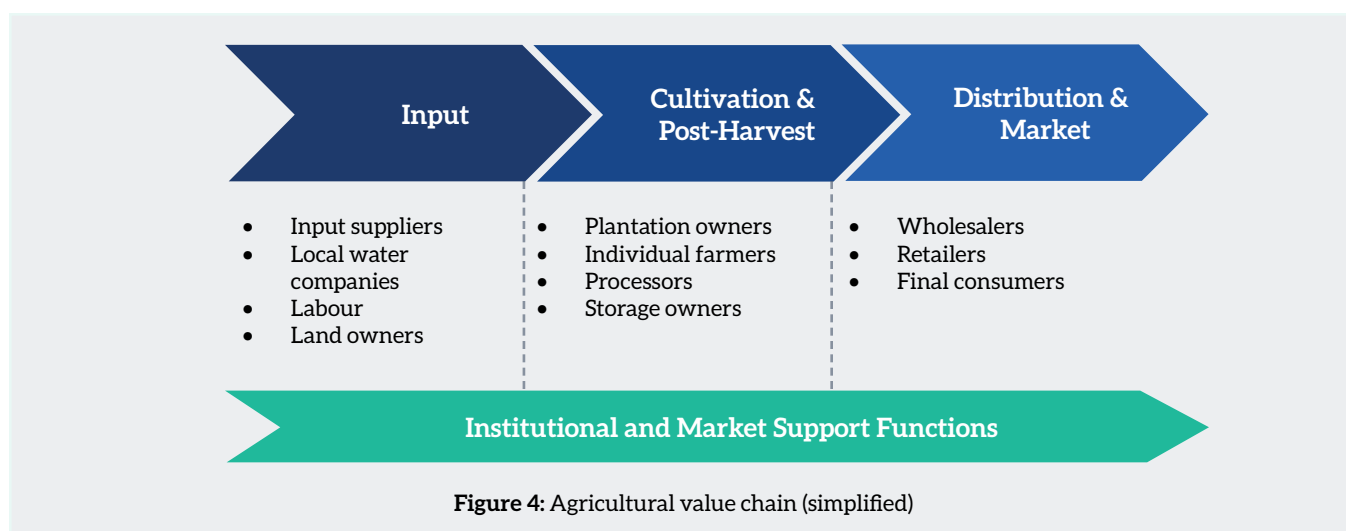 Input
Cultivation &
Post-Harvest
Distribution &
Market
• Input suppliers
• Local water
companies
• Labour
• Land owners
• Plantation owners
• Individual farmers
• Processors
• Storage owners
• Wholesalers
• Retailers
• Final consumers
Institutional and Market Support Functions
Figure 4: Agricultural value chain (simplified)